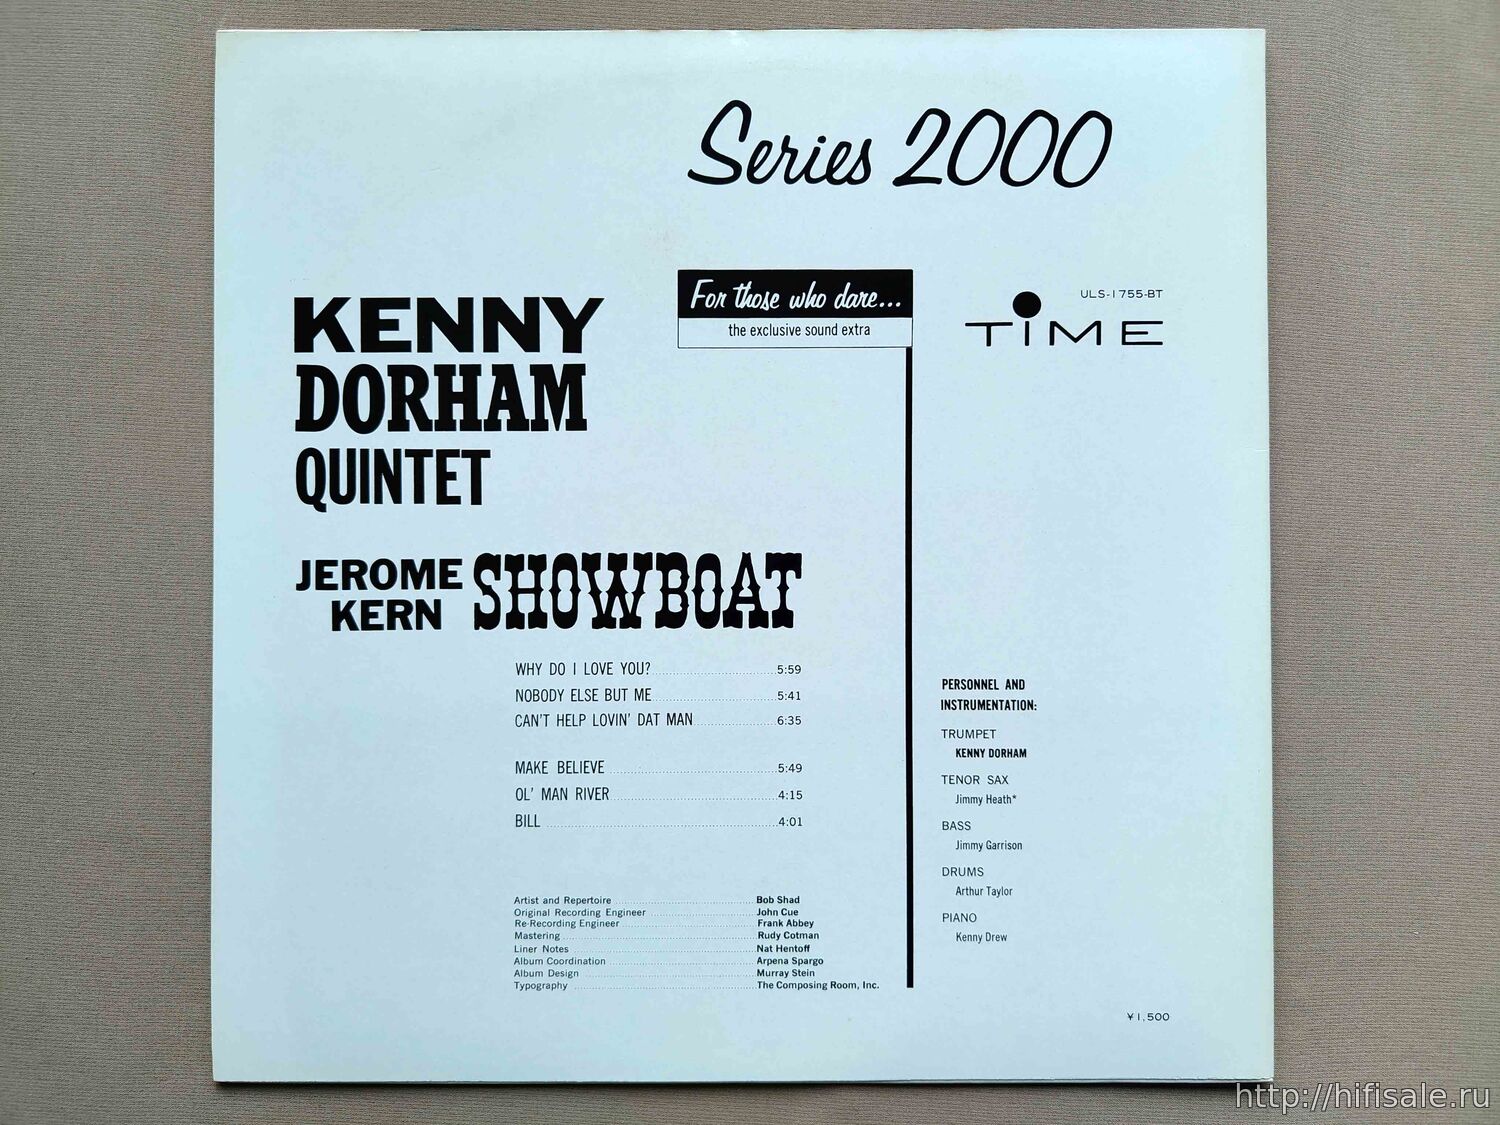 Series 2000
KENNY
DORHAM
QUINTET
For those who dare...
the exclusive sound extra
ULS-1755-BT
TIME
JEROME
KERN
SHOWBOAT
WHY DO I LOVE YOU? 5:59
NOBODY ELSE BUT ME 5:41
CAN'T HELP LOVIN' DAT MAN 6:35
MAKE BELIEVE 5:49
OL' MAN RIVER 4:15
BILL 4:01
Artist and Repertoire Bob Shad
Original Recording Engineer John Cue
Re-Recording Engineer Frank Abbey
Mastering Rudy Cotman
Liner Notes Nat Hentoff
Album Coordination Arpena Spargo
Album Design Murray Stein
Typography The Composing Room, Inc.
PERSONNEL AND
INSTRUMENTATION:
TRUMPET
KENNY DORHAM
TENOR SAX
Jimmy Heath*
BASS
Jimmy Garrison
DRUMS
Arthur Taylor
PIANO
Kenny Drew
¥1,500
http://hifisale.ru